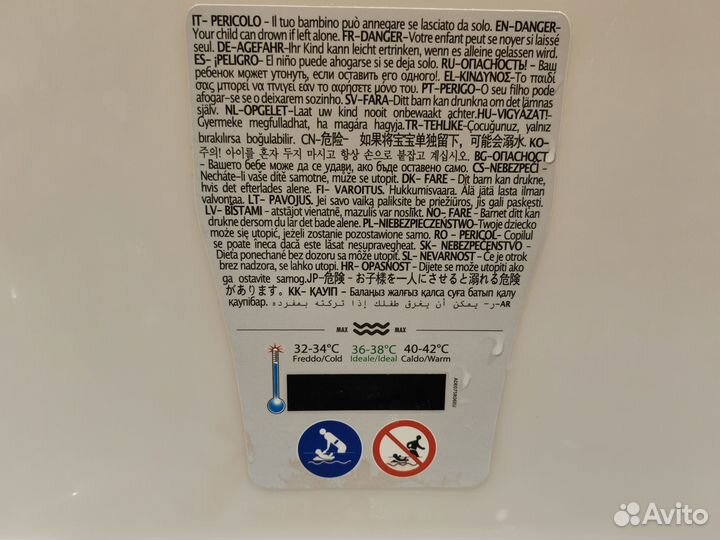 IT- PERICOLO - Il tuo bambino può annegare se lasciato da solo. EN-DANGER-
Your child can drown if left alone. FR-DANGER-Votre enfant peut se noyer si laissé
seul. DE-AGEFAHR-Ihr Kind kann leicht ertrinken, wenn es alleine gelassen wird.
ES- ¡PELIGRO- El niño puede ahogarse si se deja solo. RU-ОПАСНОСТЬ! - Ваш
ребенок может утонуть, если оставить его одного!. EL-ΚΙΝΔΥΝΟΣ-Το παιδί
σας μπορεί να πνιγεί εάν το αφήσετε μόνο του. PT-PERIGO-O seu filho pode
afogar-se se o deixarem sozinho. SV-FARA-Ditt barn kan drunkna om det lämnas
själv. NL-OPGELET-Laat uw kind nooit onbewaakt achter.HU-VIGYÁZAT!-
Gyermeke megfulladhat, ha magára hagyja.TR-TEHLİKE-Çocuğunuz, yalnız
bırakılırsa boğulabilir. CN-危险- 如果将宝宝单独留下，可能会溺水. KO-
주의! 아이를 혼자 두지 마시고 항상 손으로 붙잡고 계십시오. BG-ОПАСНОСТ
- Вашето бебе може да се удави, ако бъде оставено само. CS-NEBEZPEČÍ -
Necháte-li vaše dítě samotné, může se utopit. DK- FARE - Dit barn kan drukne,
hvis det efterlades alene. FI- VAROITUS. Hukkumisvaara. Älä jätä lasta ilman
valvontaa. LT- PAVOJUS. Jei savo vaiką paliksite be priežiūros, jis gali paskęsti.
LV- BĪSTAMI - atstājot vienatnē, mazulis var noslīkt. NO- FARE - Barnet ditt kan
drukne dersom du lar det bade alene. PL-NIEBEZPIECZEŃSTWO-Twoje dziecko
może się utopić, jeżeli zostanie pozostawione samo. RO - PERICOL- Copilul
se poate îneca dacă este lăsat nesupravegheat. SK- NEBEZPEČENSTVO -
Dieťa ponechané bez dozoru sa môže utopiť. SL- NEVARNOST - Če je otrok
brez nadzora, se lahko utopi. HR- OPASNOST - Dijete se može utopiti ako
ga ostavite samog.JP-危険 - お子様を一人にさせると溺れる危険
があります。KK- ҚАУІП - Балаңыз жалғыз қалса суға батып қалу
қаупібар. ر- يمكن أن يغرق طفلك إذا تركته بمفرده -AR
MAX MAX
32-34°C 36-38°C 40-42°C
Freddo/Cold Ideale/Ideal Caldo/Warm
Avito